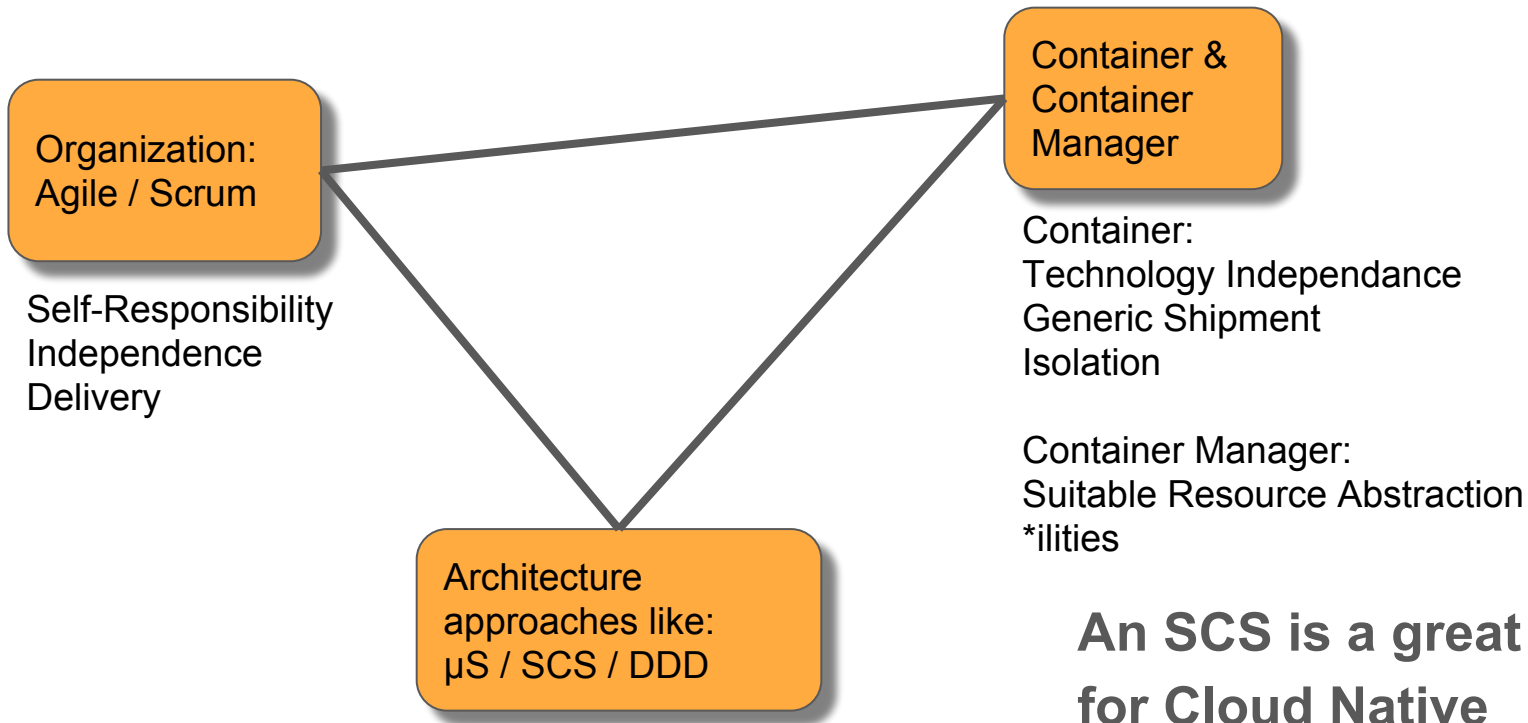 Organization:
Agile / Scrum
Self-Responsibility
Independence
Delivery
Container &
Container
Manager
Container:
Technology Independance
Generic Shipment
Isolation
Container Manager:
Suitable Resource Abstraction
*ilities
Architecture
approaches like:
µS / SCS / DDD
An SCS is a great
for Cloud Native